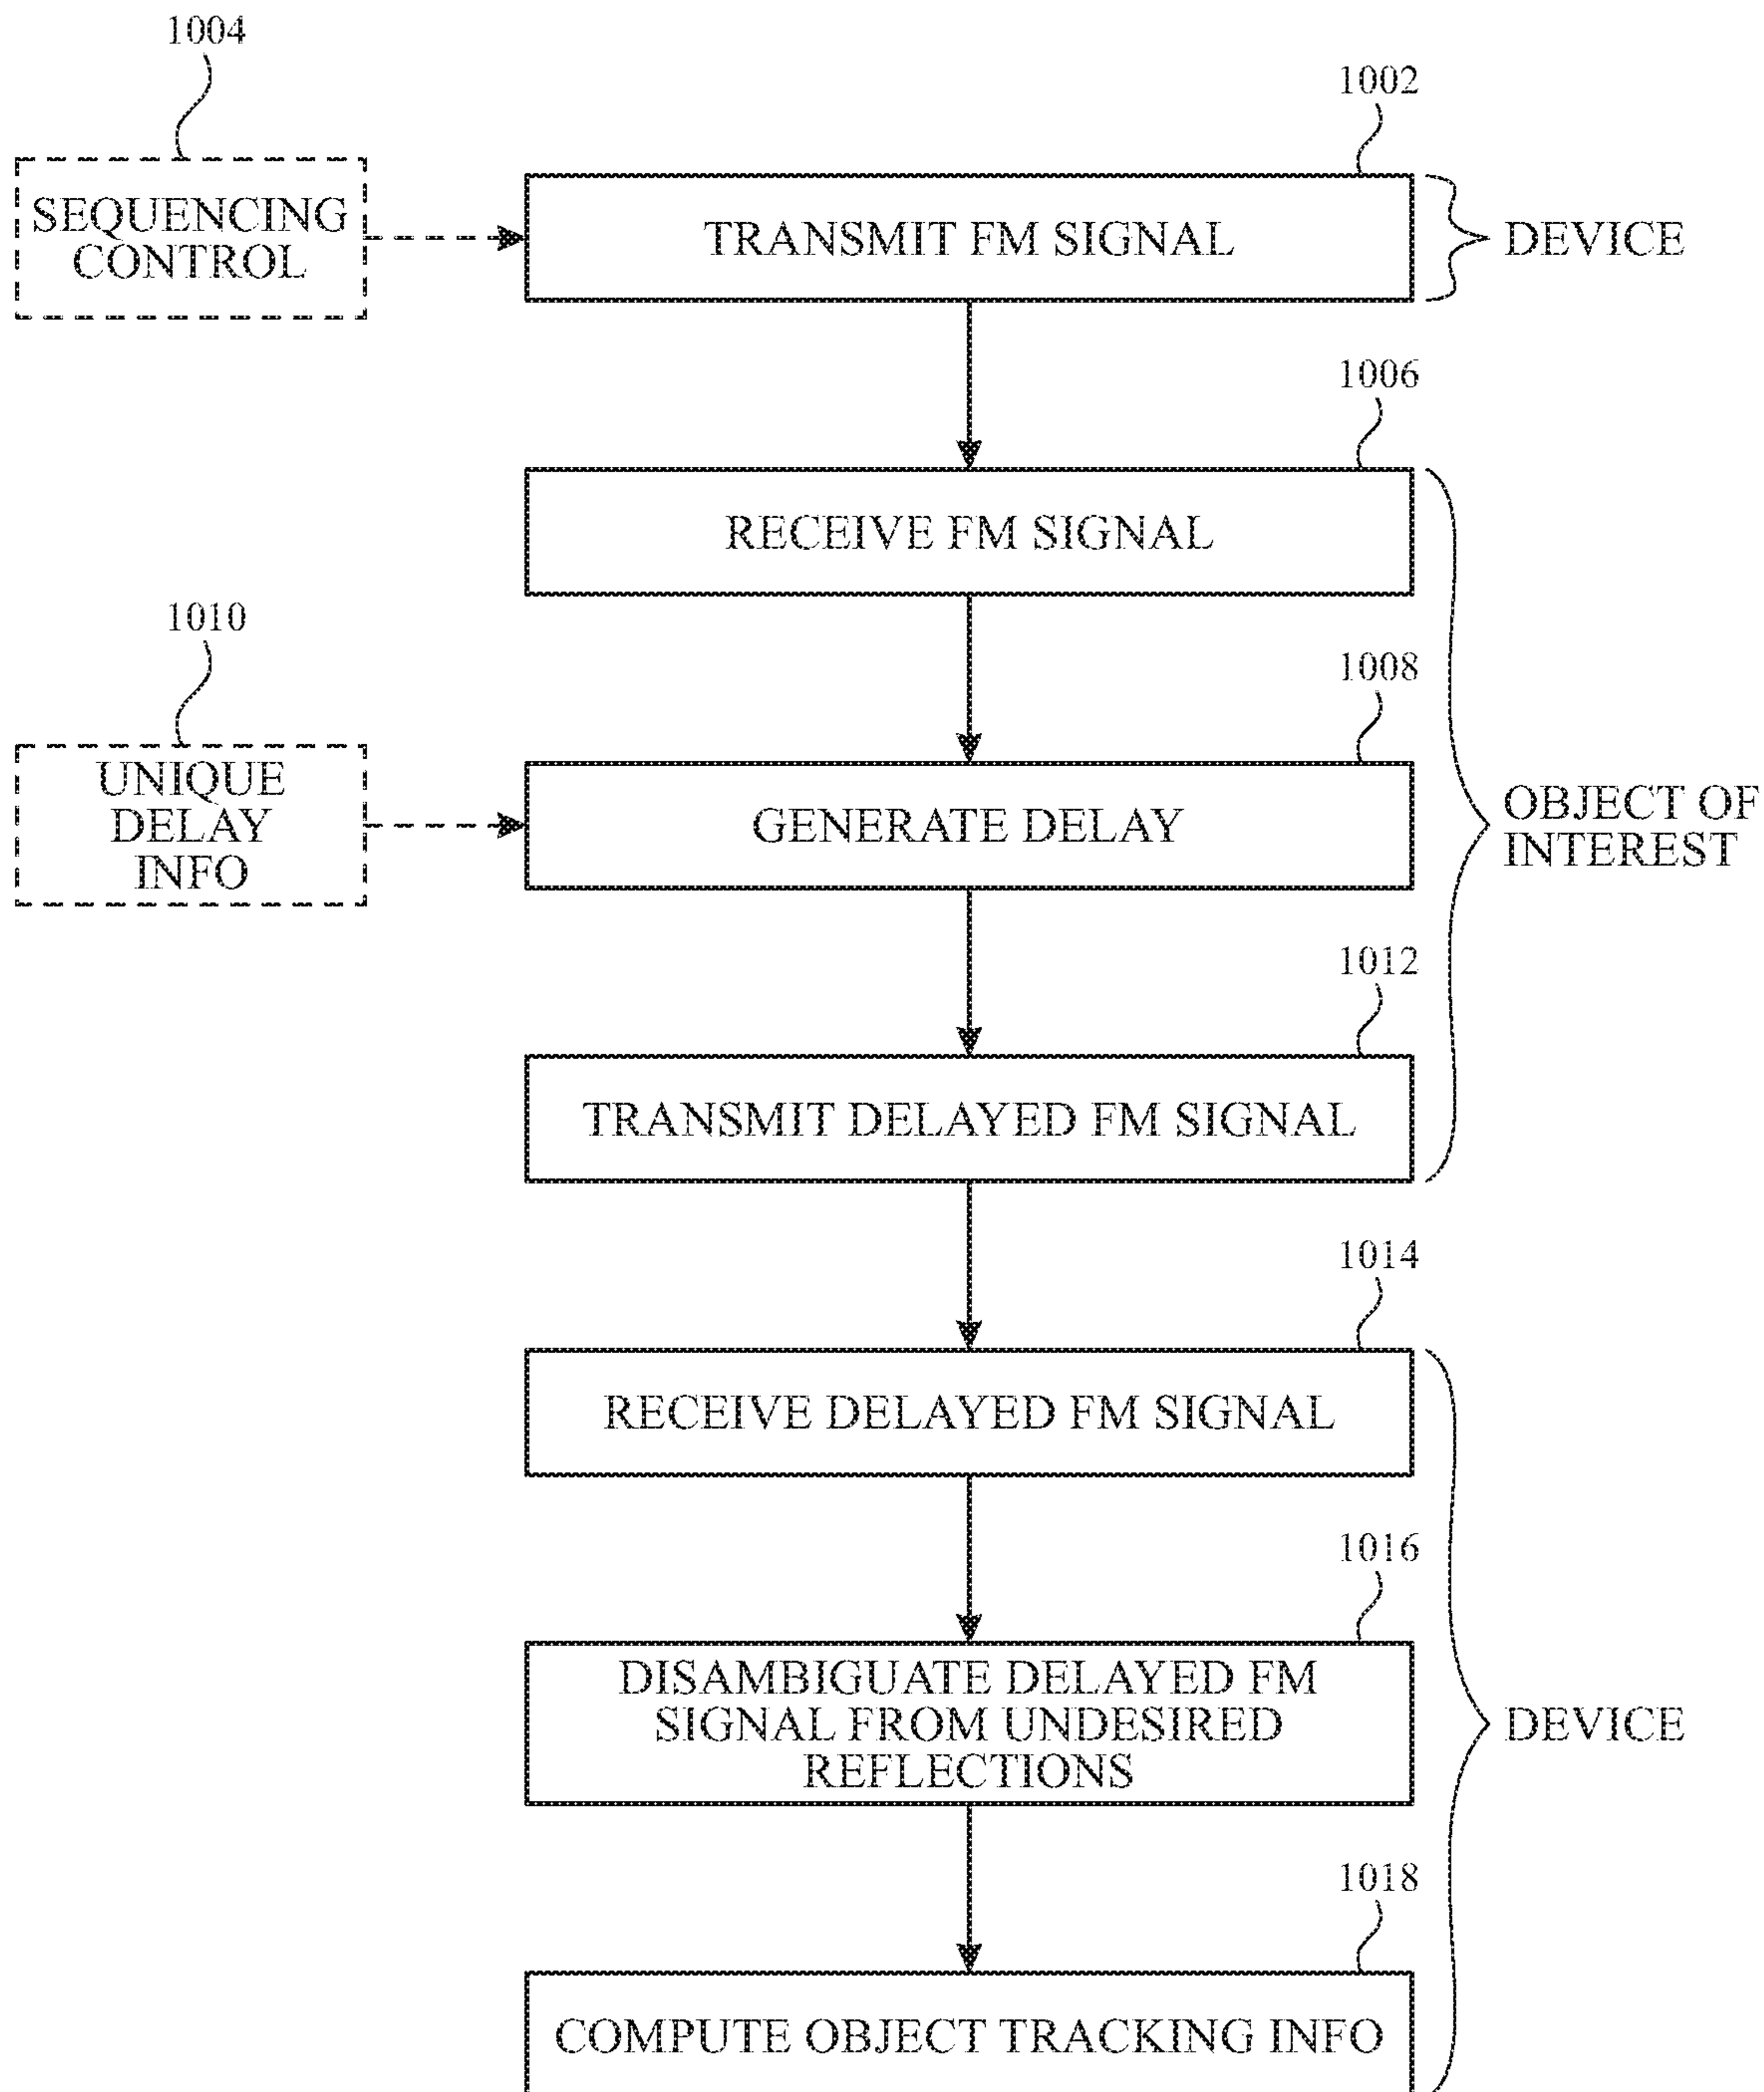 1004
1002
SEQUENCING
CONTROL
TRANSMIT FM SIGNAL
DEVICE
1006
RECEIVE FM SIGNAL
1010
1008
UNIQUE
DELAY
INFO
GENERATE DELAY
OBJECT OF
INTEREST
1012
TRANSMIT DELAYED FM SIGNAL
1014
RECEIVE DELAYED FM SIGNAL
1016
DISAMBIGUATE DELAYED FM
SIGNAL FROM UNDESIRED
REFLECTIONS
DEVICE
1018
COMPUTE OBJECT TRACKING INFO